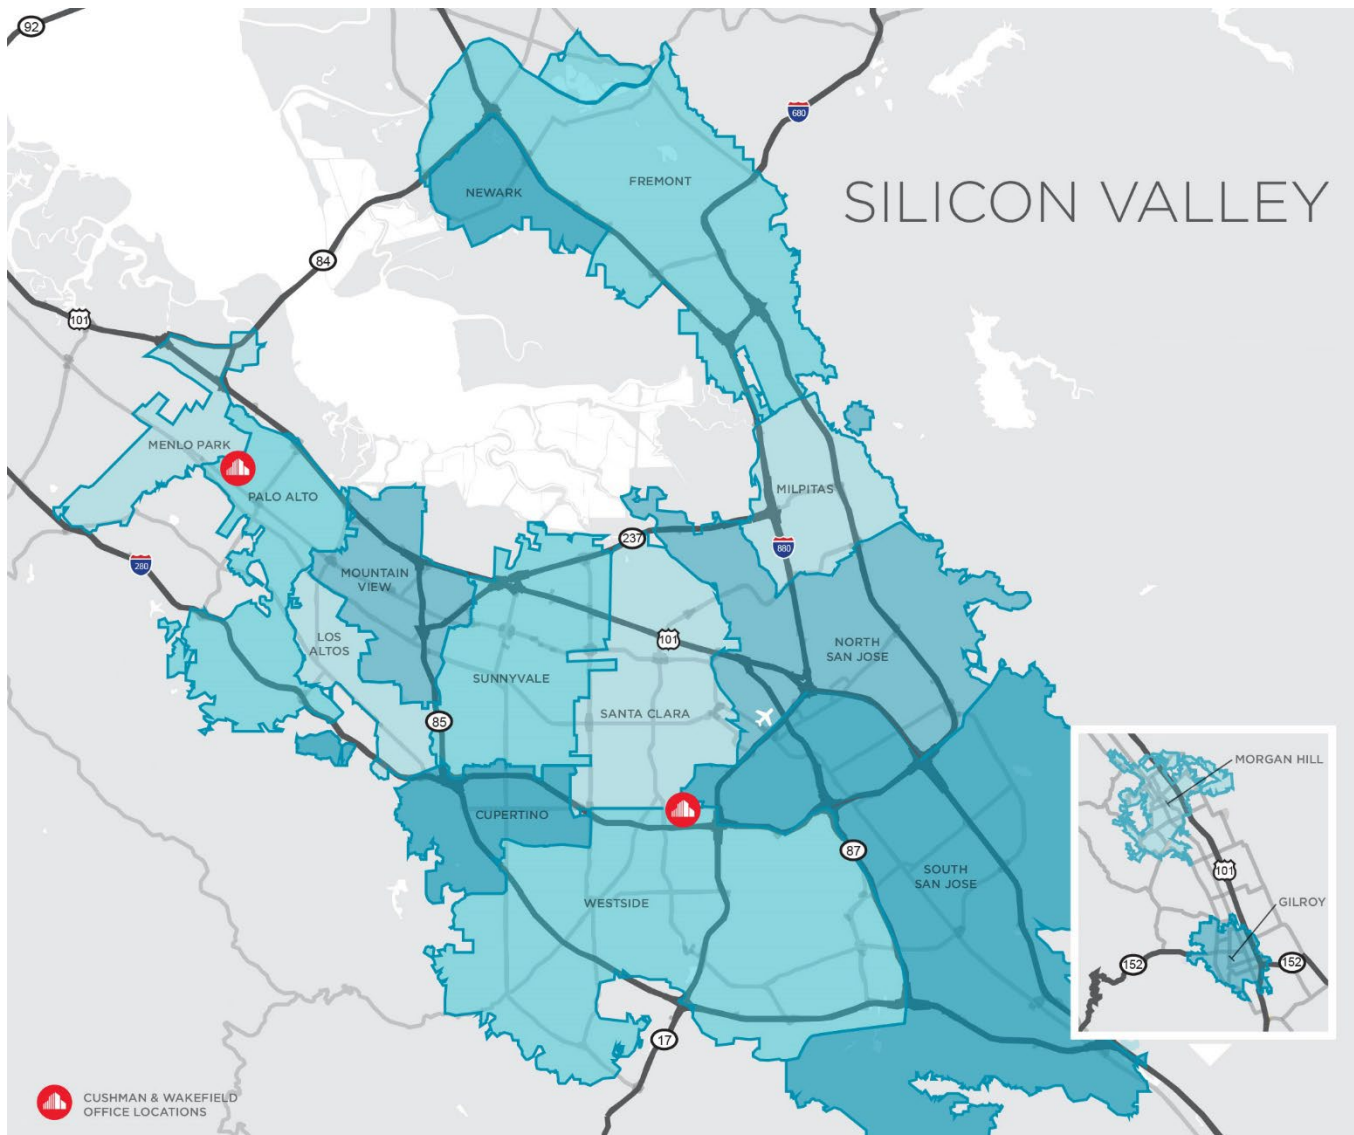 92
680
SILICON VALLEY
FREMONT
NEWARK
84
101
MENLO PARK
PALO ALTO
MILPITAS
237
880
280
MOUNTAIN
VIEW
101
LOS
ALTOS
NORTH
SAN JOSE
SUNNYVALE
SANTA CLARA
85
MORGAN HILL
CUPERTINO
87
SOUTH
SAN JOSE
101
WESTSIDE
GILROY
152
152
17
CUSHMAN & WAKEFIELD
OFFICE LOCATIONS